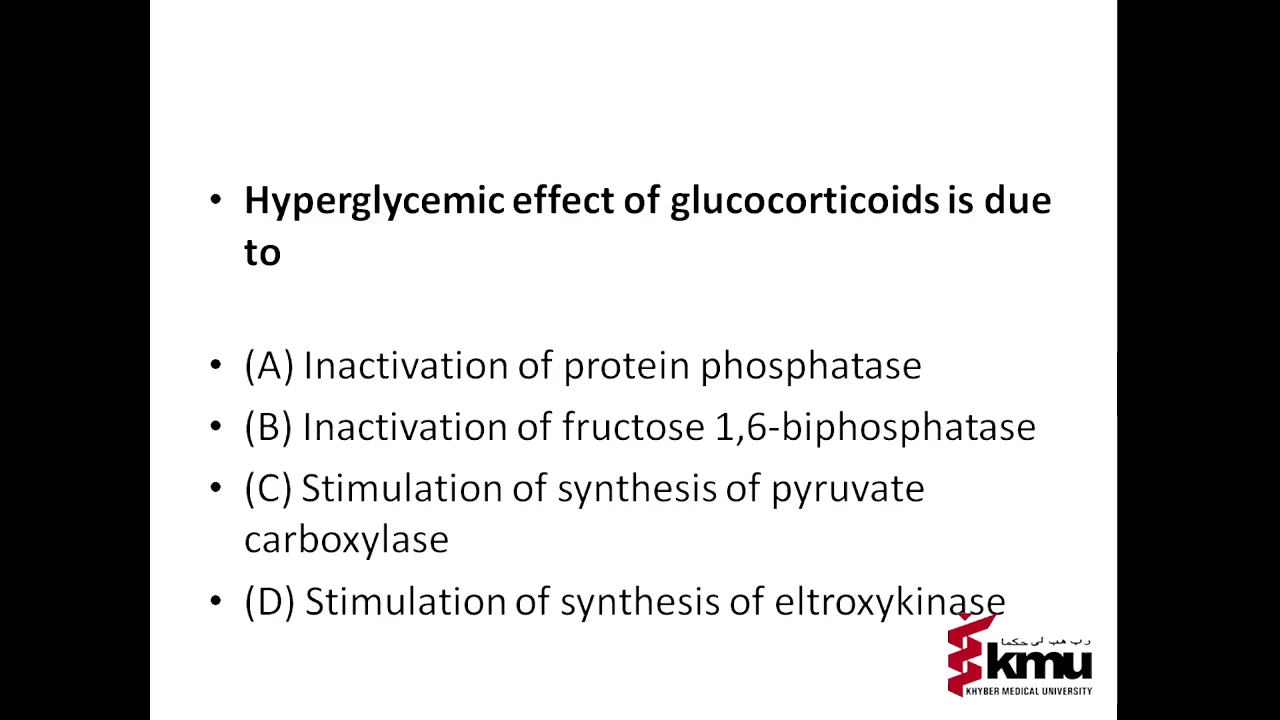 • Hyperglycemic effect of glucocorticoids is due
to
• (A) Inactivation of protein phosphatase
• (B) Inactivation of fructose 1,6-biphosphatase
• (C) Stimulation of synthesis of pyruvate
carboxylase
• (D) Stimulation of synthesis of eltroxykinase
kmu
KHYBER MEDICAL UNIVERSITY